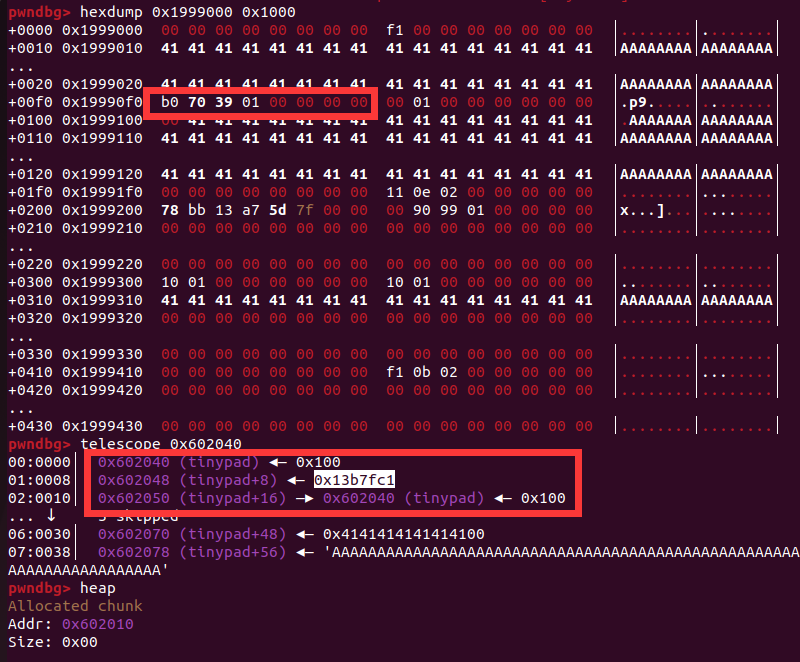 pwndbg> hexdump 0x1999000 0x1000
+0000 0x1999000  00 00 00 00 00 00 00 00  f1 00 00 00 00 00 00 00 |........|........|
+0010 0x1999010  41 41 41 41 41 41 41 41  41 41 41 41 41 41 41 41 |AAAAAAAA|AAAAAAAA|
...
+0020 0x1999020  41 41 41 41 41 41 41 41  41 41 41 41 41 41 41 41 |AAAAAAAA|AAAAAAAA|
+00f0 0x19990f0  b0 70 39 01 00 00 00 00  00 01 00 00 00 00 00 00 |.p9.....|........|
+0100 0x1999100  00 41 41 41 41 41 41 41  41 41 41 41 41 41 41 41 |.AAAAAAA|AAAAAAAA|
+0110 0x1999110  41 41 41 41 41 41 41 41  41 41 41 41 41 41 41 41 |AAAAAAAA|AAAAAAAA|
...
+0120 0x1999120  41 41 41 41 41 41 41 41  41 41 41 41 41 41 41 41 |AAAAAAAA|AAAAAAAA|
+01f0 0x19991f0  00 00 00 00 00 00 00 00  11 0e 02 00 00 00 00 00 |........|........|
+0200 0x1999200  78 bb 13 a7 5d 7f 00 00  00 90 99 01 00 00 00 00 |x...]...|........|
+0210 0x1999210  00 00 00 00 00 00 00 00  00 00 00 00 00 00 00 00 |........|........|
...
+0220 0x1999220  00 00 00 00 00 00 00 00  00 00 00 00 00 00 00 00 |........|........|
+0300 0x1999300  10 01 00 00 00 00 00 00  10 01 00 00 00 00 00 00 |........|........|
+0310 0x1999310  41 41 41 41 41 41 41 41  41 41 41 41 41 41 41 41 |AAAAAAAA|AAAAAAAA|
+0320 0x1999320  00 00 00 00 00 00 00 00  00 00 00 00 00 00 00 00 |........|........|
...
+0330 0x1999330  00 00 00 00 00 00 00 00  00 00 00 00 00 00 00 00 |........|........|
+0410 0x1999410  00 00 00 00 00 00 00 00  f1 0b 02 00 00 00 00 00 |........|........|
+0420 0x1999420  00 00 00 00 00 00 00 00  00 00 00 00 00 00 00 00 |........|........|
...
+0430 0x1999430  00 00 00 00 00 00 00 00  00 00 00 00 00 00 00 00 |........|........|
pwndbg> telescope 0x602040
00:0000│ 0x602040 (tinypad) ◂— 0x100
01:0008│ 0x602048 (tinypad+8) ◂— 0x13b7fc1
02:0010│ 0x602050 (tinypad+16) —▸ 0x602040 (tinypad) ◂— 0x100
... ↓ skipped
06:0030│ 0x602070 (tinypad+48) ◂— 0x4141414141414100
07:0038│ 0x602078 (tinypad+56) ◂— 'AAAAAAAAAAAAAAAAAAAAAAAAAAAAAAAAAAAAAAAAAAAAAAAAAAAA
AAAAAAAAAAAAAAAAA'
pwndbg> heap
Allocated chunk
Addr: 0x602010
Size: 0x00